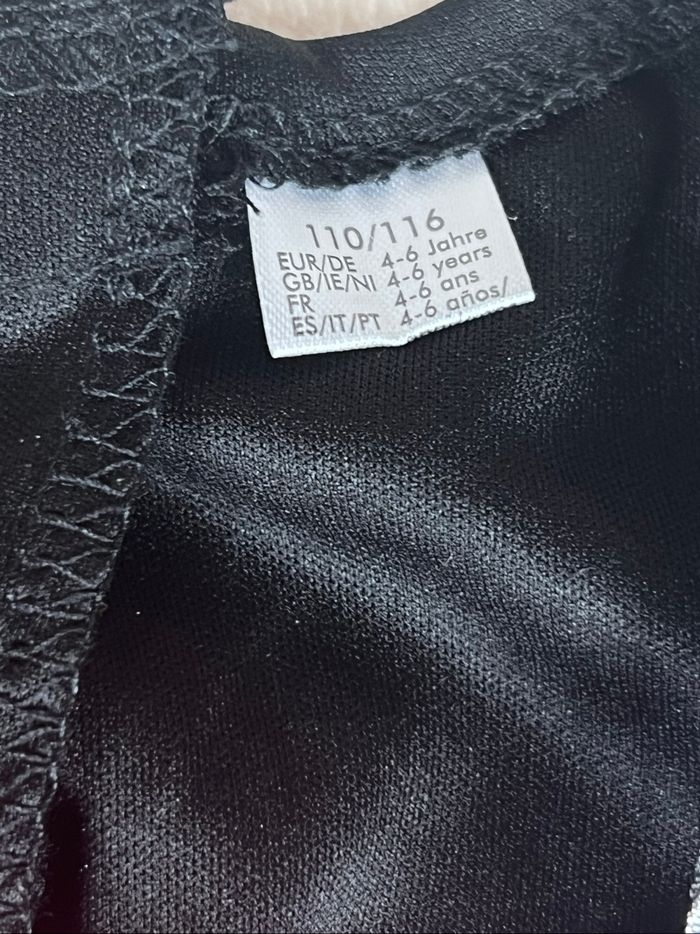 110/116
EUR/DE 4-6 Jahre
GB/IE/NI 4-6 years
FR 4-6 ans
ES/IT/PT 4-6 años/